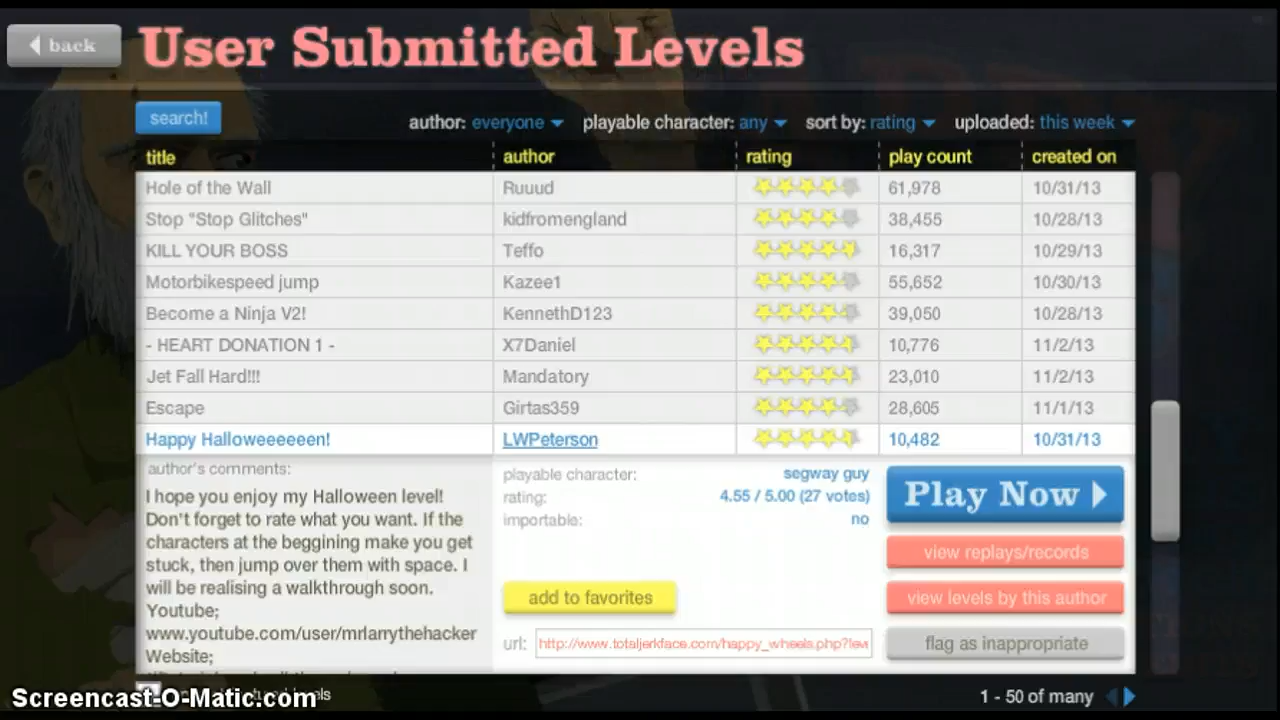 back
User Submitted Levels
search!
author: everyone playable character: any sort by: rating uploaded: this week
title author rating play count created on
Hole of the Wall Ruuud 61,978 10/31/13
Stop "Stop Glitches" kidfromengland 38,455 10/28/13
KILL YOUR BOSS Teffo 16,317 10/29/13
Motorbikespeed jump Kazee1 55,652 10/30/13
Become a Ninja V2! KennethD123 39,050 10/28/13
- HEART DONATION 1 - X7Daniel 10,776 11/2/13
Jet Fall Hard!!! Mandatory 23,010 11/2/13
Escape Girtas359 28,605 11/1/13
Happy Halloweeeeeen! LWPeterson 10,482 10/31/13
author's comments:
I hope you enjoy my Halloween level!
Don't forget to rate what you want. If the
characters at the beggining make you get
stuck, then jump over them with space. I
will be realising a walkthrough soon.
Youtube;
www.youtube.com/user/mrlarrythehacker
Website;
playable character: segway guy
rating: 4.55 / 5.00 (27 votes)
importable: no
add to favorites
url: http://www.totaljerkface.com/happy_wheels.php?lev
Play Now
view replays/records
view levels by this author
flag as inappropriate
Screencast-O-Matic.com
1 - 50 of many